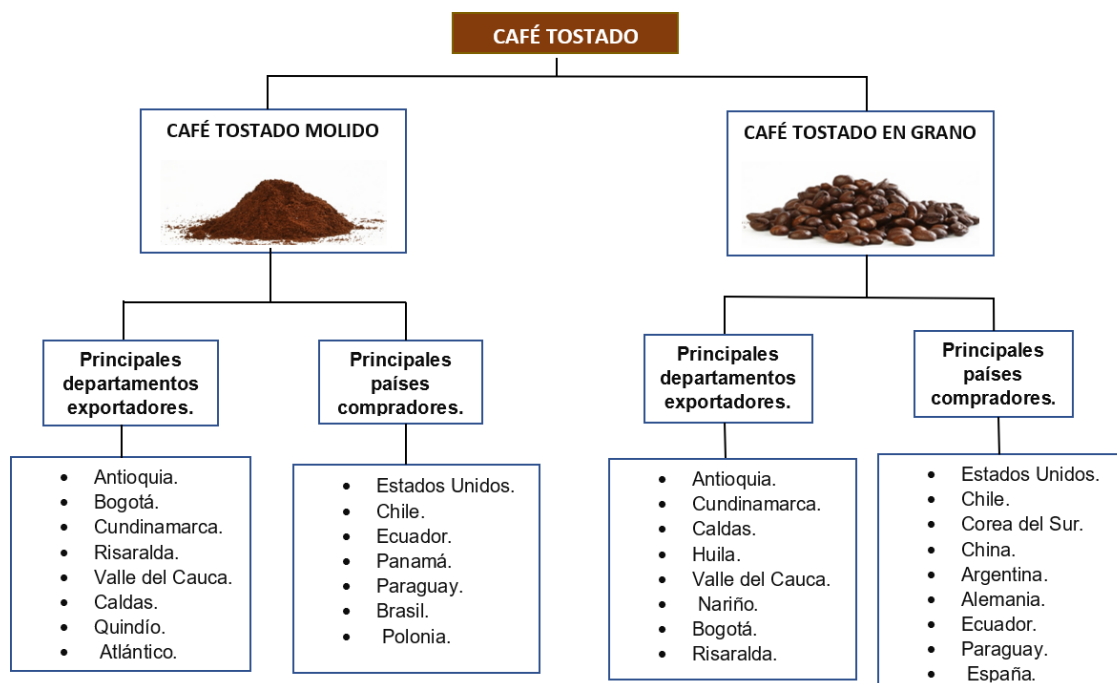 CAFÉ TOSTADO
CAFÉ TOSTADO MOLIDO
CAFÉ TOSTADO EN GRANO
Principales
departamentos
exportadores.
Principales
países
compradores.
Principales
departamentos
exportadores.
Principales
países
compradores.
• Antioquia.
• Bogotá.
• Cundinamarca.
• Risaralda.
• Valle del Cauca.
• Caldas.
• Quindío.
• Atlántico.
• Estados Unidos.
• Chile.
• Ecuador.
• Panamá.
• Paraguay.
• Brasil.
• Polonia.
• Antioquia.
• Cundinamarca.
• Caldas.
• Huila.
• Valle del Cauca.
• Nariño.
• Bogotá.
• Risaralda.
• Estados Unidos.
• Chile.
• Corea del Sur.
• China.
• Argentina.
• Alemania.
• Ecuador.
• Paraguay.
• España.